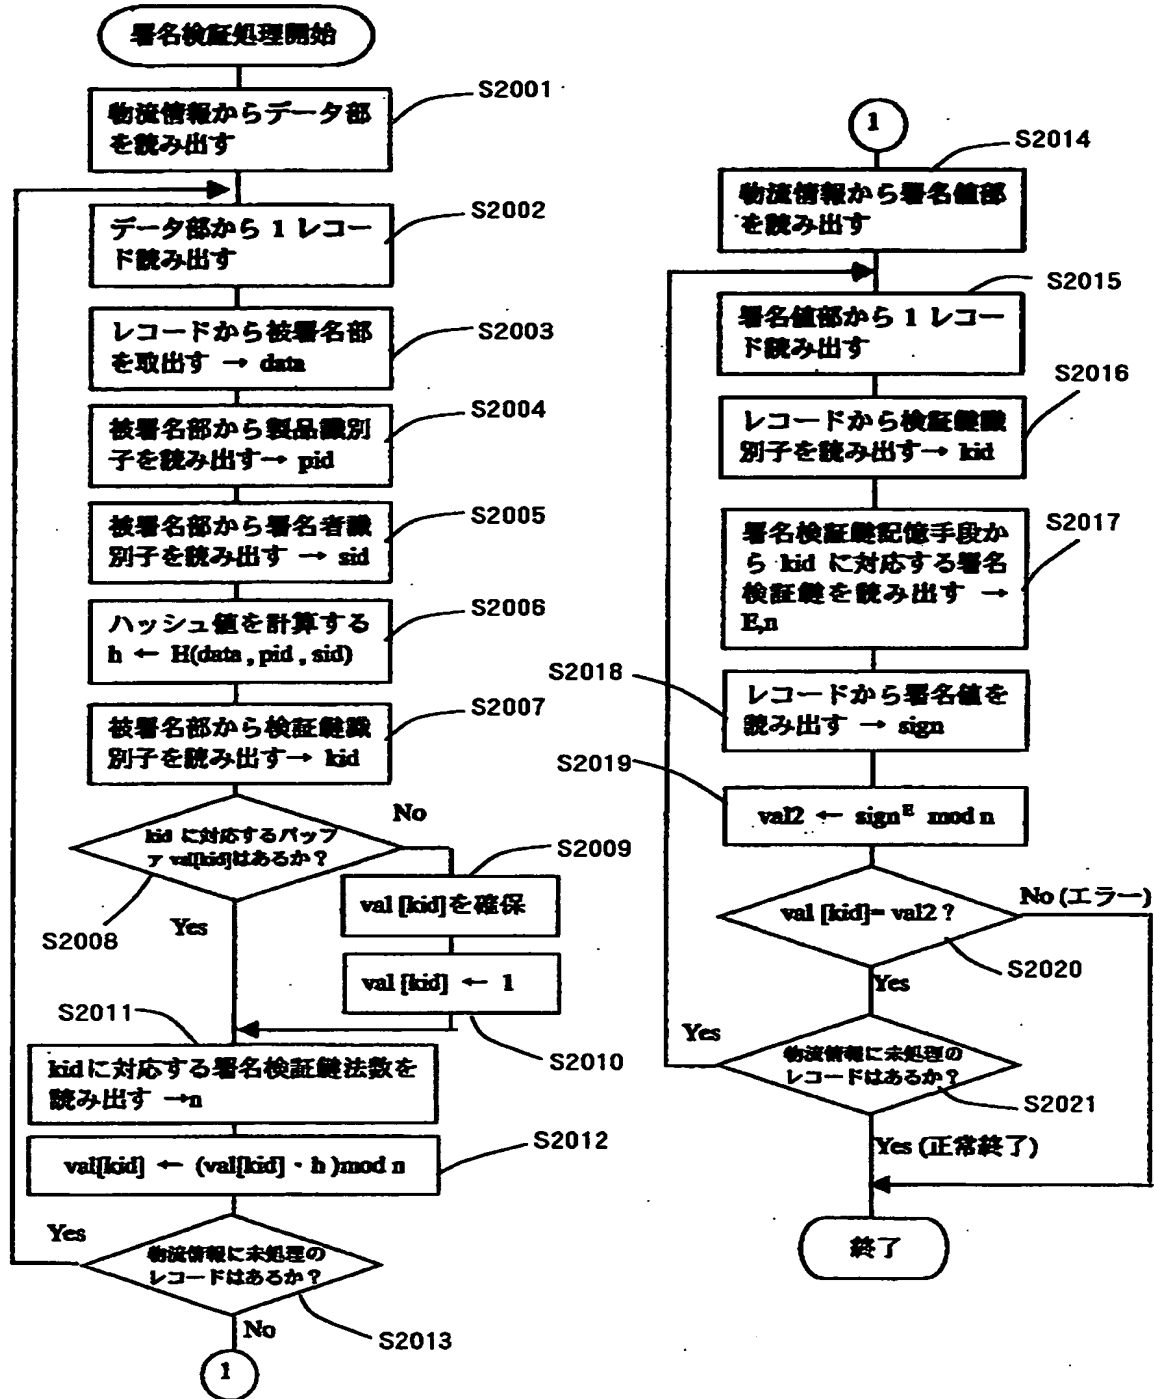 署名検証処理開始
S2001
物流情報からデータ部
を読み出す
S2002
データ部から 1 レコー
ド読み出す
S2003
レコードから被署名部
を取出す → data
S2004
被署名部から製品識別
子を読み出す→ pid
S2005
被署名部から署名者識
別子を読み出す → sid
S2006
ハッシュ値を計算する
h ← H(data , pid , sid)
S2007
被署名部から検証鍵識
別子を読み出す→ kid
No
kid に対応するバッフ
ァ val[kid]はあるか？
S2009
val [kid]を確保
Yes
S2008
val [kid] ← 1
S2011
S2010
kidに対応する署名検証鍵法数を
読み出す →n
S2012
val[kid] ← (val[kid]・h )mod n
Yes
物流情報に未処理の
レコードはあるか？
S2013
No
1
1
S2014
物流情報から署名値部
を読み出す
S2015
署名値部から 1 レコー
ド読み出す
S2016
レコードから検証鍵識
別子を読み出す→ kid
S2017
署名検証鍵記憶手段か
ら kid に対応する署名
検証鍵を読み出す →
E,n
S2018
レコードから署名値を
読み出す → sign
S2019
val2 ← sign^E mod n
No (エラー)
val [kid]= val2 ?
S2020
Yes
Yes
物流情報に未処理の
レコードはあるか？
S2021
Yes (正常終了)
終了